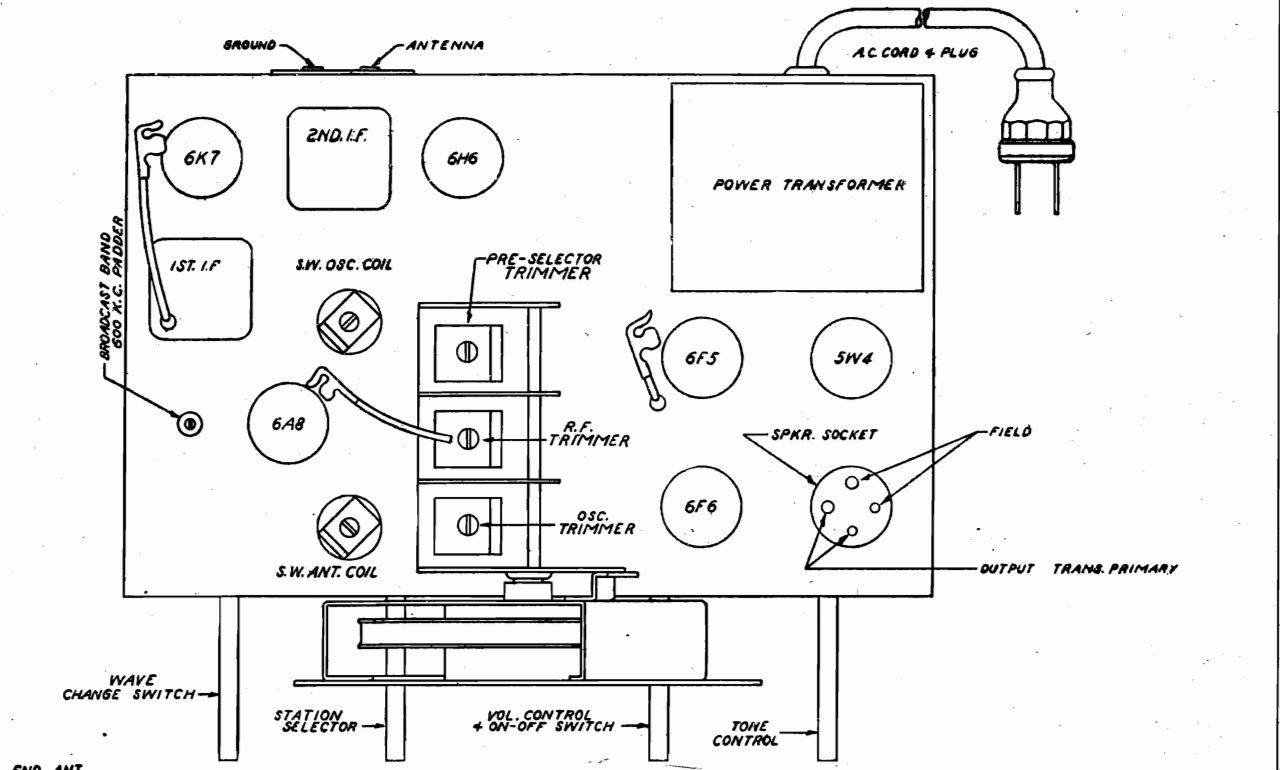 GROUND
ANTENNA
A.C. CORD & PLUG
6K7
2ND. I.F.
6H6
POWER TRANSFORMER
BROADCAST BAND
600 K.C. PADDER
1ST. I.F
S.W. OSC. COIL
PRE-SELECTOR
TRIMMER
6F5
5W4
6A8
R.F.
TRIMMER
SPKR. SOCKET
FIELD
6F6
OSC.
TRIMMER
S.W. ANT. COIL
OUTPUT TRANS. PRIMARY
WAVE
CHANGE SWITCH
STATION
SELECTOR
VOL. CONTROL
& ON-OFF SWITCH
TONE
CONTROL
GND. ANT.